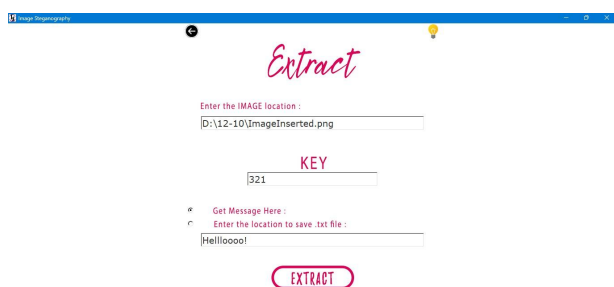 Image Steganography
Extract
Enter the IMAGE location :
D:\12-10\ImageInserted.png
KEY
321
Get Message Here :
Enter the location to save .txt file :
Hellloooo!
EXTRACT